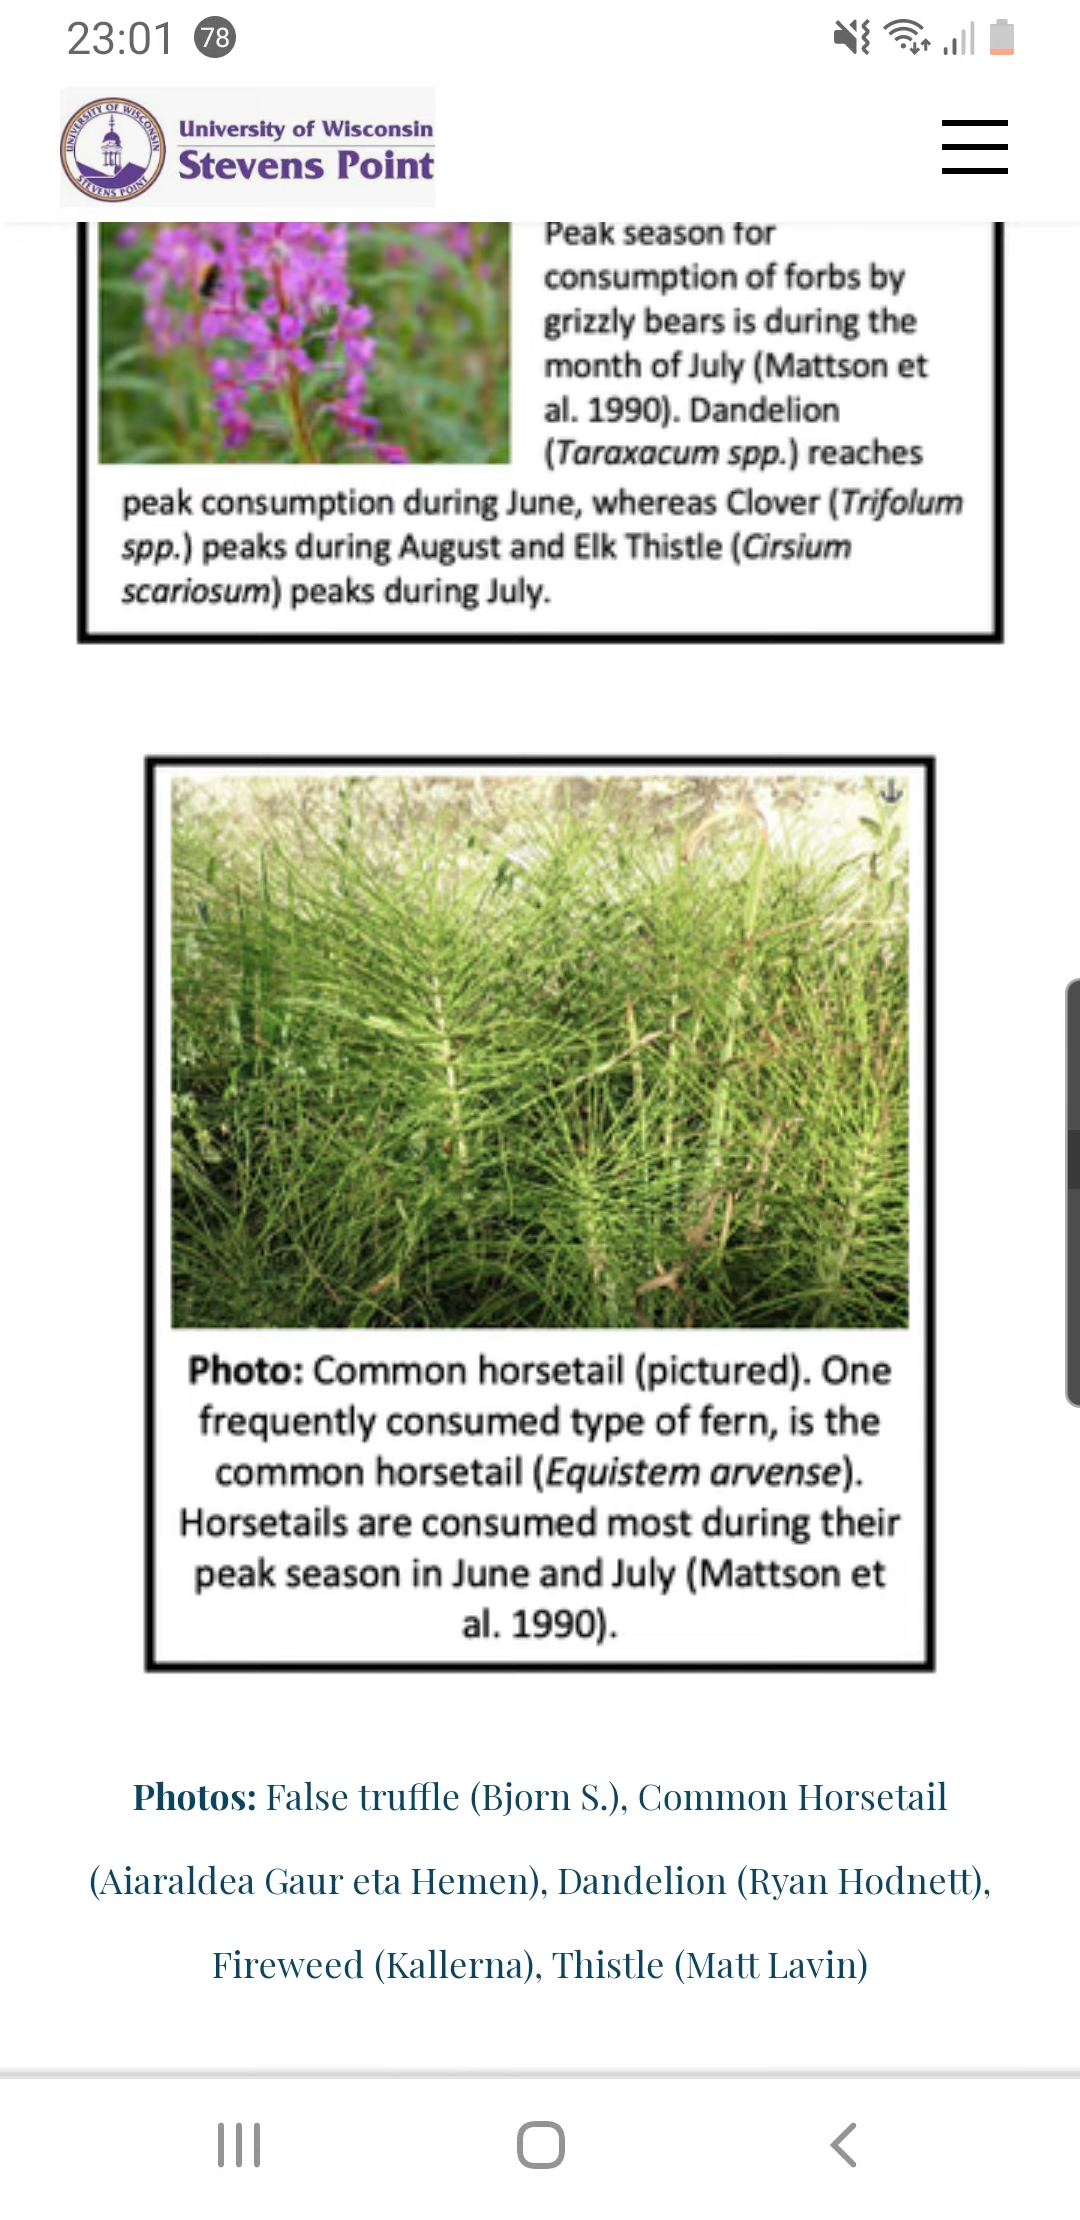 23:01 78
UNIVERSITY OF WISCONSIN
STEVENS POINT
University of Wisconsin
Stevens Point
Peak season for
consumption of forbs by
grizzly bears is during the
month of July (Mattson et
al. 1990). Dandelion
(Taraxacum spp.) reaches
peak consumption during June, whereas Clover (Trifolum
spp.) peaks during August and Elk Thistle (Cirsium
scariosum) peaks during July.
Photo: Common horsetail (pictured). One
frequently consumed type of fern, is the
common horsetail (Equistem arvense).
Horsetails are consumed most during their
peak season in June and July (Mattson et
al. 1990).
Photos: False truffle (Bjorn S.), Common Horsetail
(Aiaraldea Gaur eta Hemen), Dandelion (Ryan Hodnett),
Fireweed (Kallerna), Thistle (Matt Lavin)